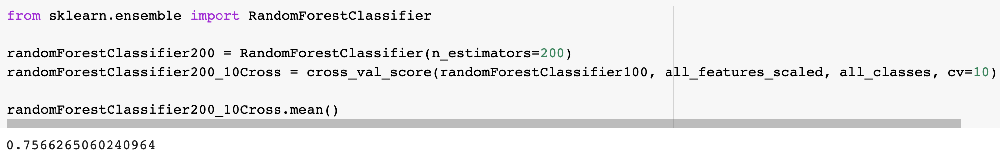 from sklearn.ensemble import RandomForestClassifier
randomForestClassifier200 = RandomForestClassifier(n_estimators=200)
randomForestClassifier200_10Cross = cross_val_score(randomForestClassifier100, all_features_scaled, all_classes, cv=10)
randomForestClassifier200_10Cross.mean()
0.7566265060240964